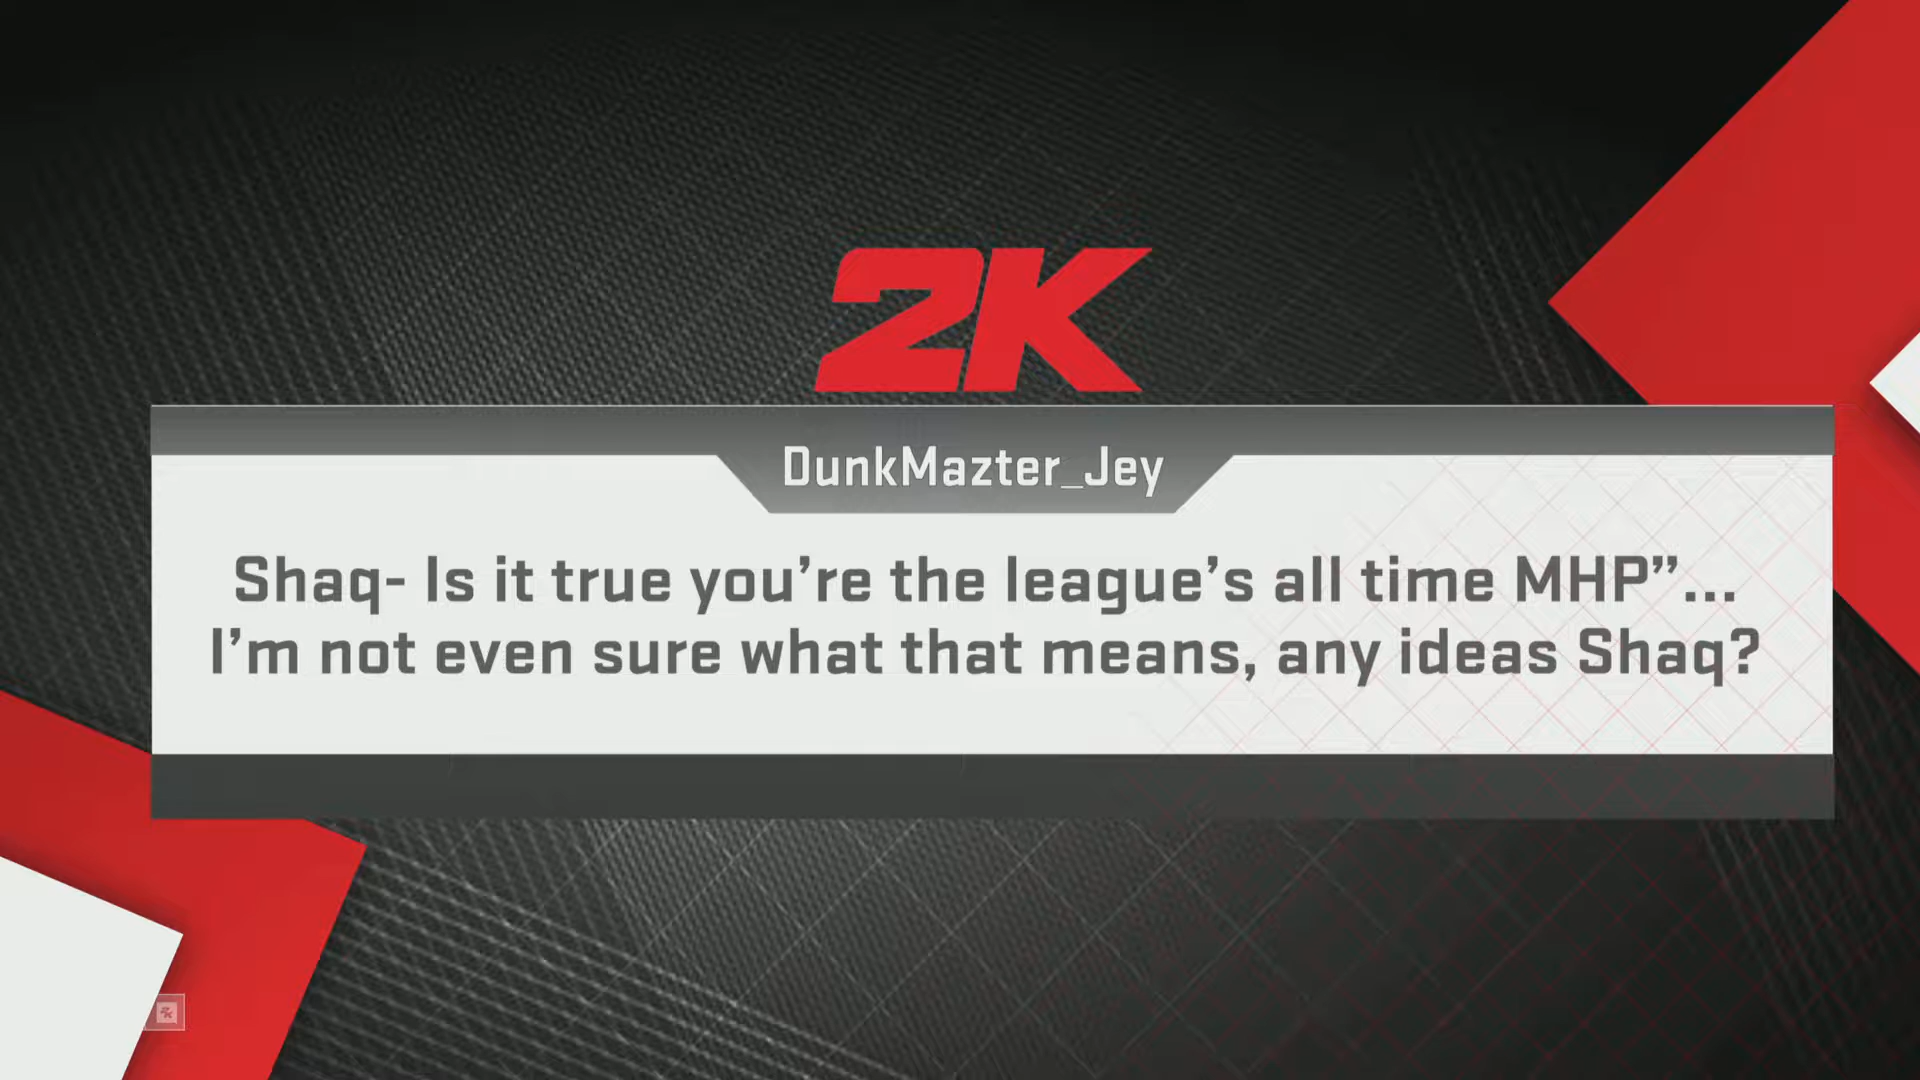 2K
DunkMazter_Jey
Shaq- Is it true you’re the league’s all time MHP”...
I’m not even sure what that means, any ideas Shaq?
2K